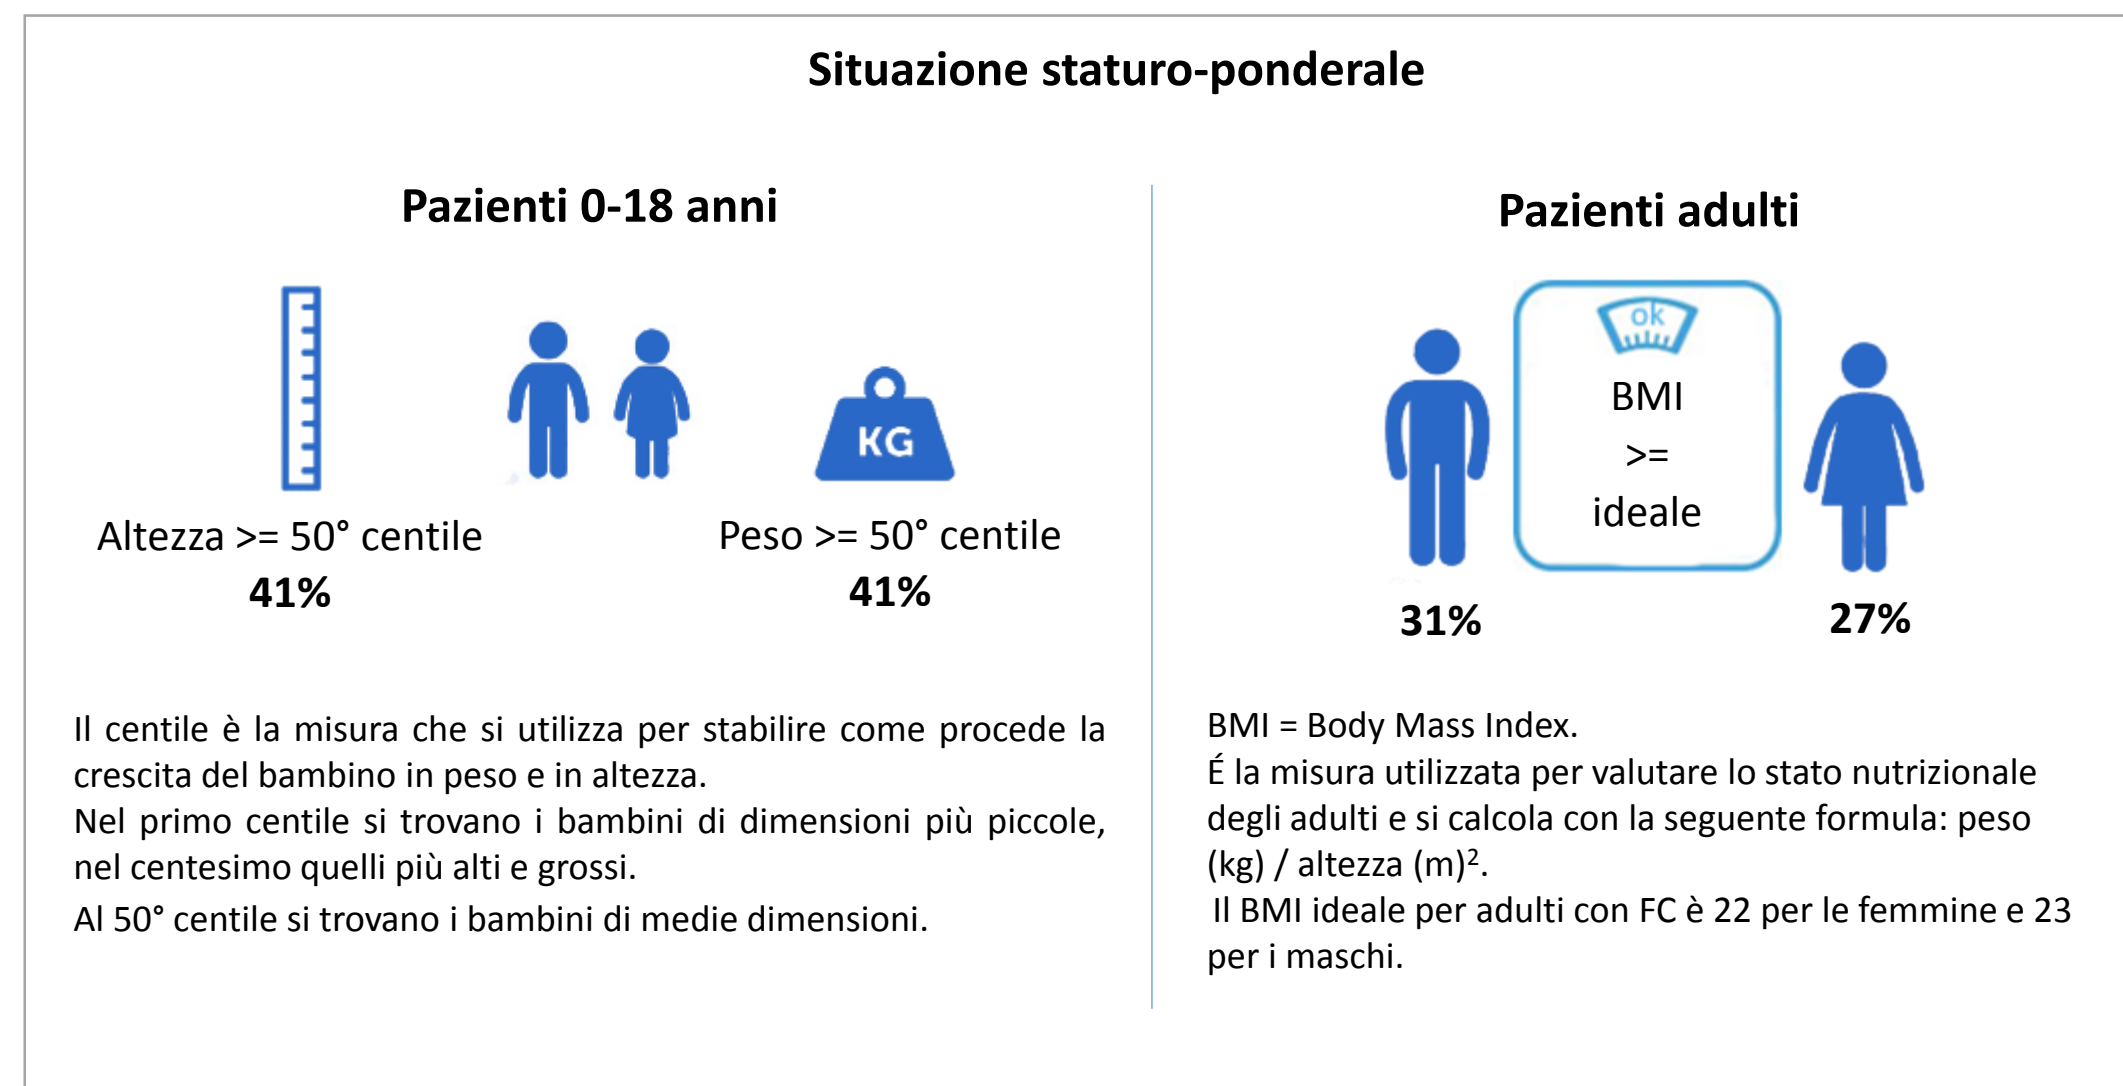 Situazione staturo-ponderale
Pazienti 0-18 anni
KG
Altezza >= 50° centile
41%
Peso >= 50° centile
41%
Il centile è la misura che si utilizza per stabilire come procede la
crescita del bambino in peso e in altezza.
Nel primo centile si trovano i bambini di dimensioni più piccole,
nel centesimo quelli più alti e grossi.
Al 50° centile si trovano i bambini di medie dimensioni.
Pazienti adulti
ok
BMI
>=
ideale
31%
27%
BMI = Body Mass Index.
É la misura utilizzata per valutare lo stato nutrizionale
degli adulti e si calcola con la seguente formula: peso
(kg) / altezza (m)².
Il BMI ideale per adulti con FC è 22 per le femmine e 23
per i maschi.